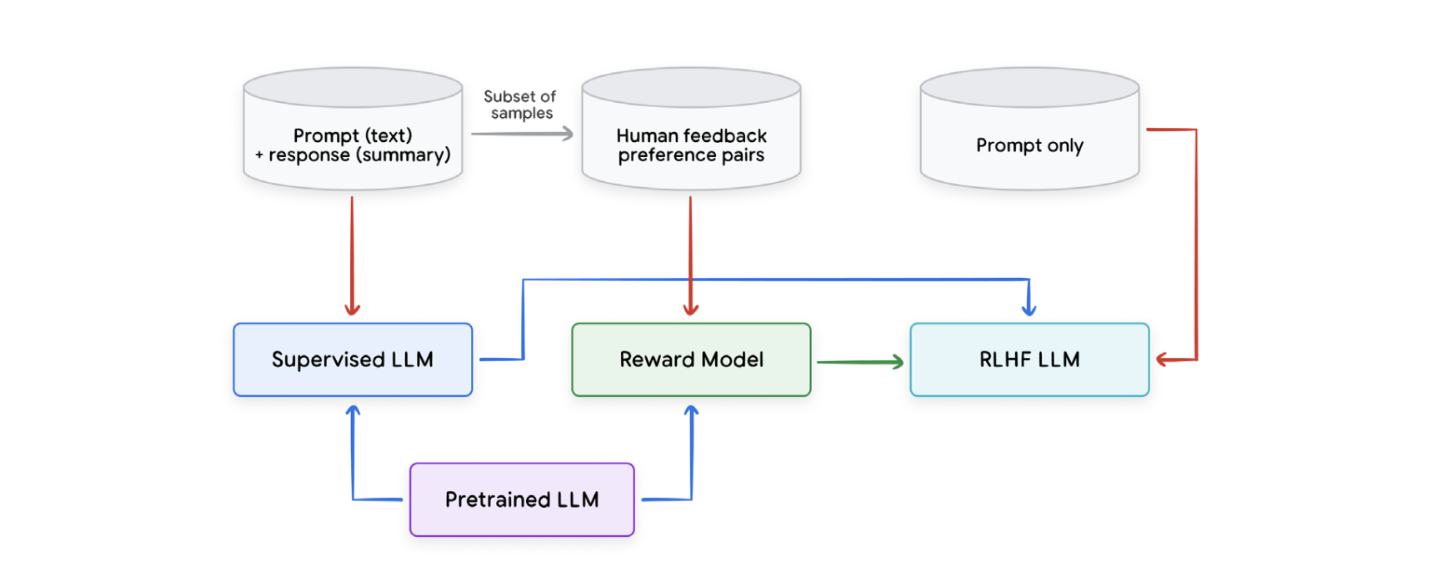 Subset of
samples
Prompt (text)
+ response (summary)
Human feedback
preference pairs
Prompt only
Supervised LLM
Reward Model
RLHF LLM
Pretrained LLM